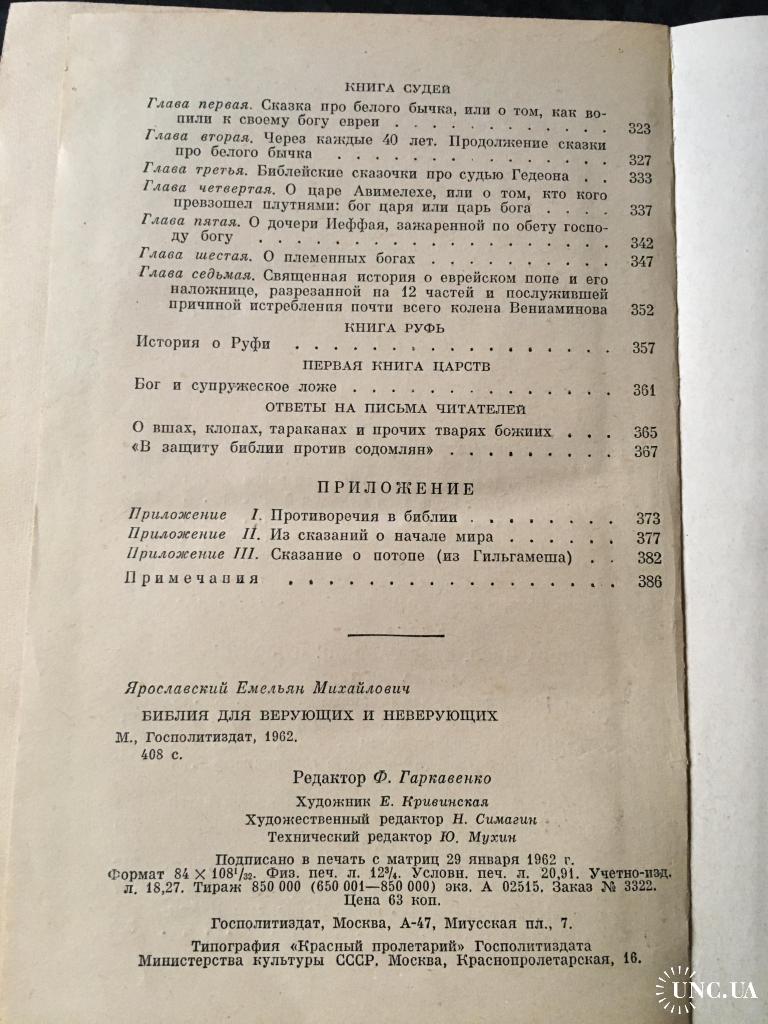 КНИГА СУДЕЙ
Глава первая. Сказка про белого бычка, или о том, как во-
пили к своему богу евреи . . . . . . . . . . . . 323
Глава вторая. Через каждые 40 лет. Продолжение сказки
про белого бычка . . . . . . . . . . . . . . . 327
Глава третья. Библейские сказочки про судью Гедеона . . 333
Глава четвертая. О царе Авимелехе, или о том, кто кого
превзошел плутнями: бог царя или царь бога . . . . 337
Глава пятая. О дочери Иеффая, зажаренной по обету госпо-
ду богу . . . . . . . . . . . . . . . . . . 342
Глава шестая. О племенных богах . . . . . . . . . . 347
Глава седьмая. Священная история о еврейском попе и его
наложнице, разрезанной на 12 частей и послужившей
причиной истребления почти всего колена Вениаминова 352
КНИГА РУФЬ
История о Руфи . . . . . . . . . . . . . . . . 357
ПЕРВАЯ КНИГА ЦАРСТВ
Бог и супружеское ложе . . . . . . . . . . . . . 361
ОТВЕТЫ НА ПИСЬМА ЧИТАТЕЛЕЙ
О вшах, клопах, тараканах и прочих тварях божиих . . . 365
«В защиту библии против содомлян» . . . . . . . . . 367
ПРИЛОЖЕНИЕ
Приложение I. Противоречия в библии . . . . . . . . 373
Приложение II. Из сказаний о начале мира . . . . . . 377
Приложение III. Сказание о потопе (из Гильгамеша) . . 382
Примечания . . . . . . . . . . . . . . . . . 386
Ярославский Емельян Михайлович
БИБЛИЯ ДЛЯ ВЕРУЮЩИХ И НЕВЕРУЮЩИХ
М., Госполитиздат, 1962.
408 с.
Редактор Ф. Гаркавенко
Художник Е. Кривинская
Художественный редактор Н. Симагин
Технический редактор Ю. Мухин
Подписано в печать с матриц 29 января 1962 г.
Формат 84 × 108 1/32. Физ. печ. л. 12 3/4. Условн. печ. л. 20,91. Учетно-изд.
л. 18,27. Тираж 850 000 (650 001—850 000) экз. А 02515. Заказ № 3322.
Цена 63 коп.
Госполитиздат, Москва, А-47, Миусская пл., 7.
Типография «Красный пролетарий» Госполитиздата
Министерства культуры СССР. Москва, Краснопролетарская, 16.
UNC.UA